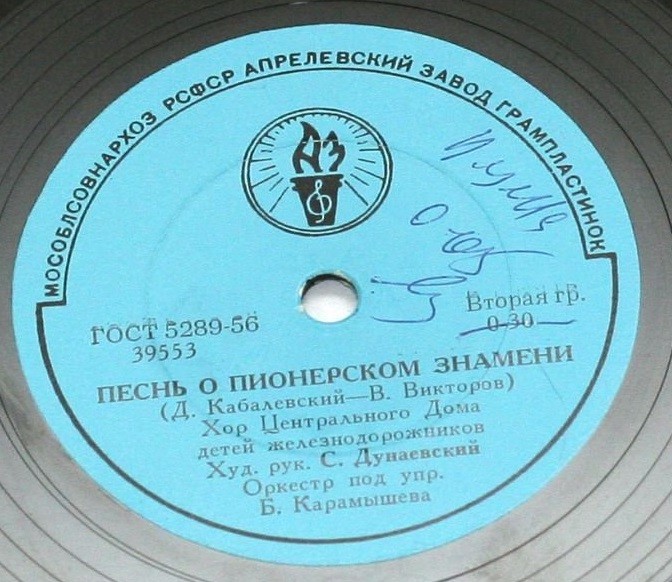 МОСОБЛСОВНАРХОЗ РСФСР АПРЕЛЕВСКИЙ ЗАВОД ГРАМПЛАСТИНОК
АЗ
ГОСТ 5289-56
39553
Вторая гр.
0-30
ПЕСНЬ О ПИОНЕРСКОМ ЗНАМЕНИ
(Д. Кабалевский—В. Викторов)
Хор Центрального Дома
детей железнодорожников
Худ. рук. С. Дунаевский
Оркестр под упр.
Б. Карамышева